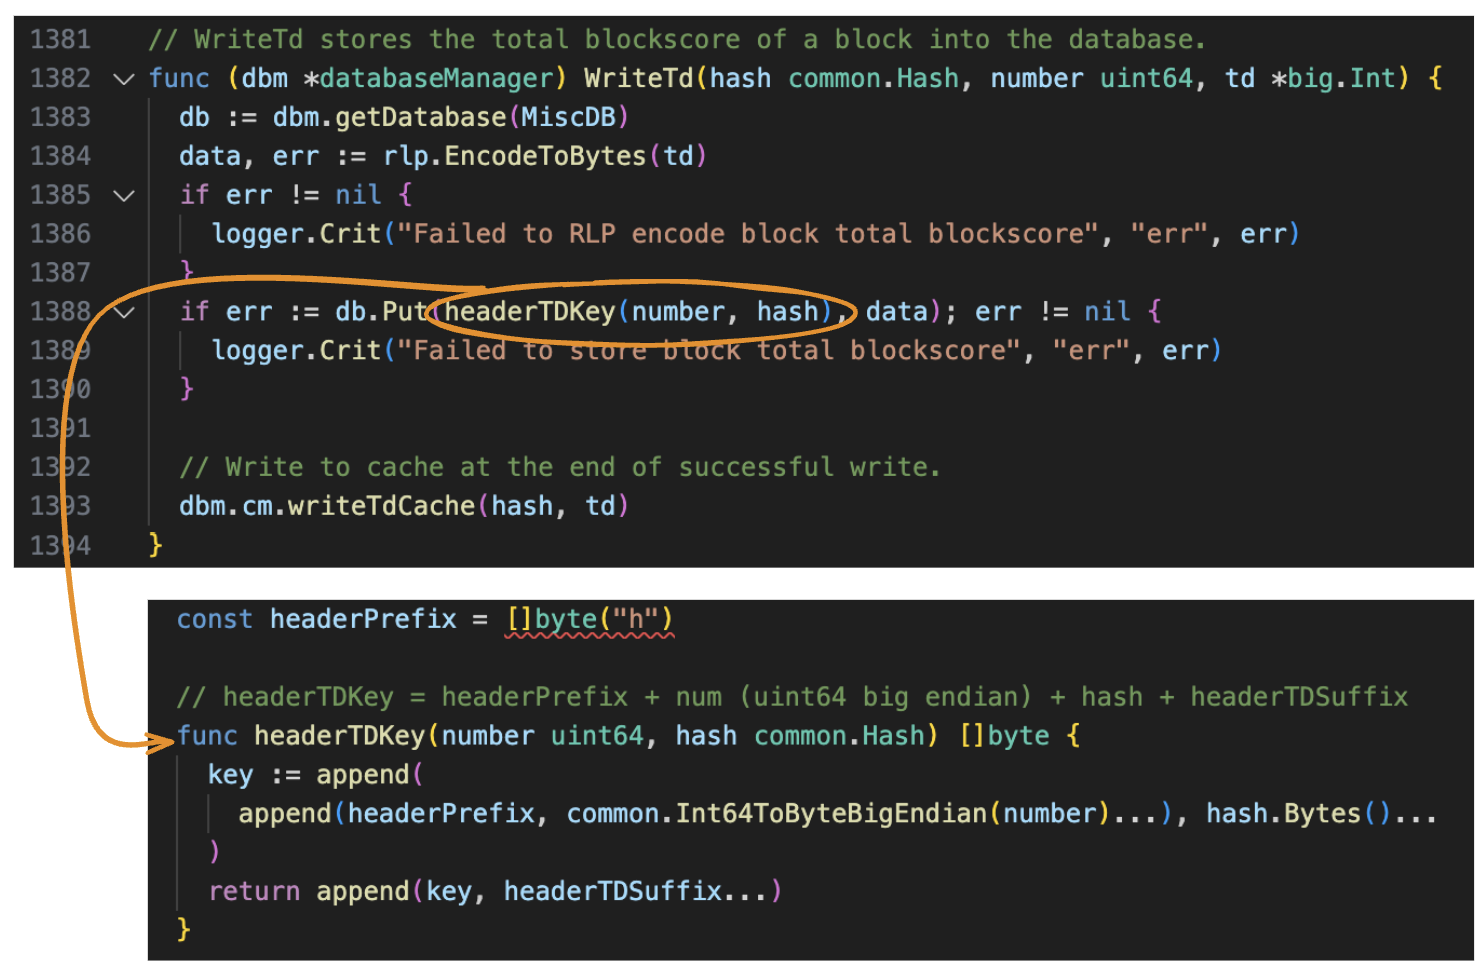 1381 // WriteTd stores the total blockscore of a block into the database.
1382 func (dbm *databaseManager) WriteTd(hash common.Hash, number uint64, td *big.Int) {
1383 db := dbm.getDatabase(MiscDB)
1384 data, err := rlp.EncodeToBytes(td)
1385 if err != nil {
1386 logger.Crit("Failed to RLP encode block total blockscore", "err", err)
1387 }
1388 if err := db.Put(headerTDKey(number, hash), data); err != nil {
1389 logger.Crit("Failed to store block total blockscore", "err", err)
1390 }
1391
1392 // Write to cache at the end of successful write.
1393 dbm.cm.writeTdCache(hash, td)
1394 }
const headerPrefix = []byte("h")
// headerTDKey = headerPrefix + num (uint64 big endian) + hash + headerTDSuffix
func headerTDKey(number uint64, hash common.Hash) []byte {
key := append(
append(headerPrefix, common.Int64ToByteBigEndian(number)...), hash.Bytes()...
)
return append(key, headerTDSuffix...)
}